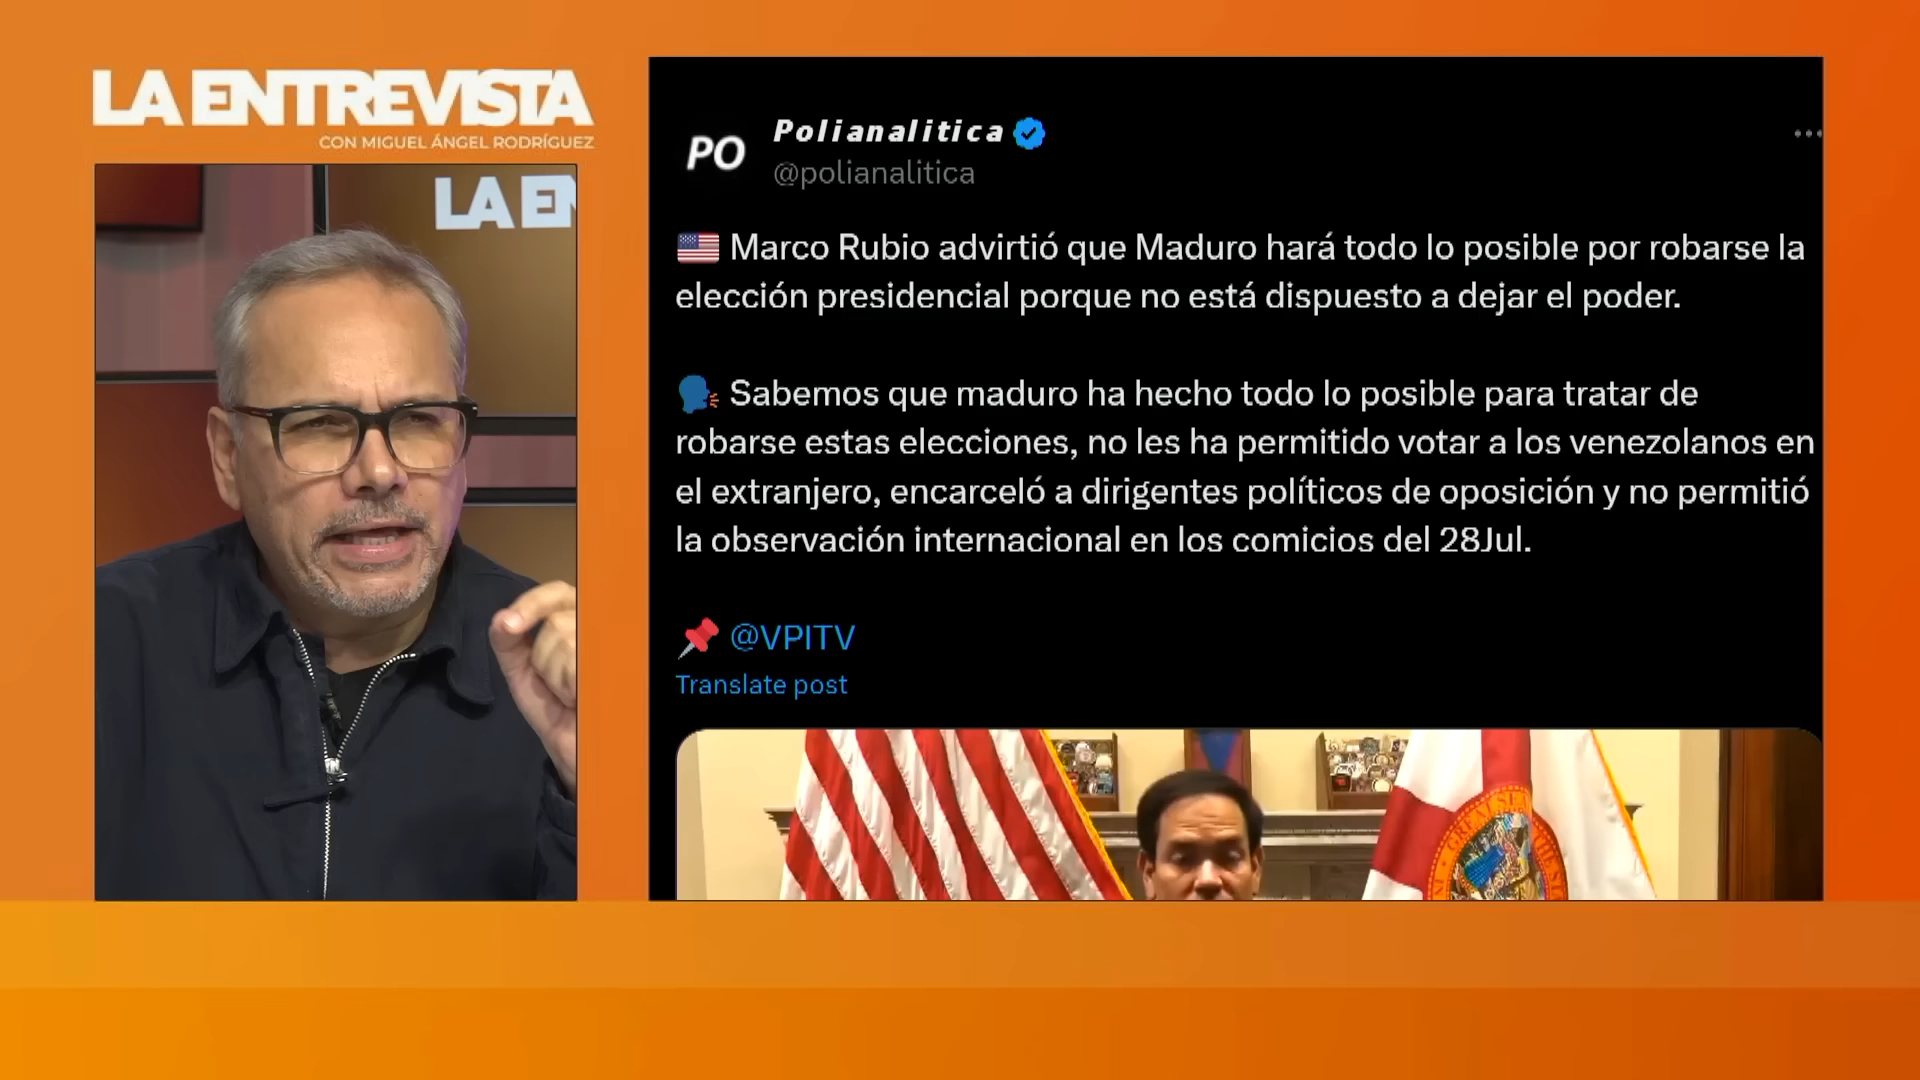 LA ENTREVISTA
CON MIGUEL ÁNGEL RODRÍGUEZ
LA EN
PO
Polianalitica
@polianalitica
Marco Rubio advirtió que Maduro hará todo lo posible por robarse la
elección presidencial porque no está dispuesto a dejar el poder.
Sabemos que maduro ha hecho todo lo posible para tratar de
robarse estas elecciones, no les ha permitido votar a los venezolanos en
el extranjero, encarceló a dirigentes políticos de oposición y no permitió
la observación internacional en los comicios del 28Jul.
@VPITV
Translate post